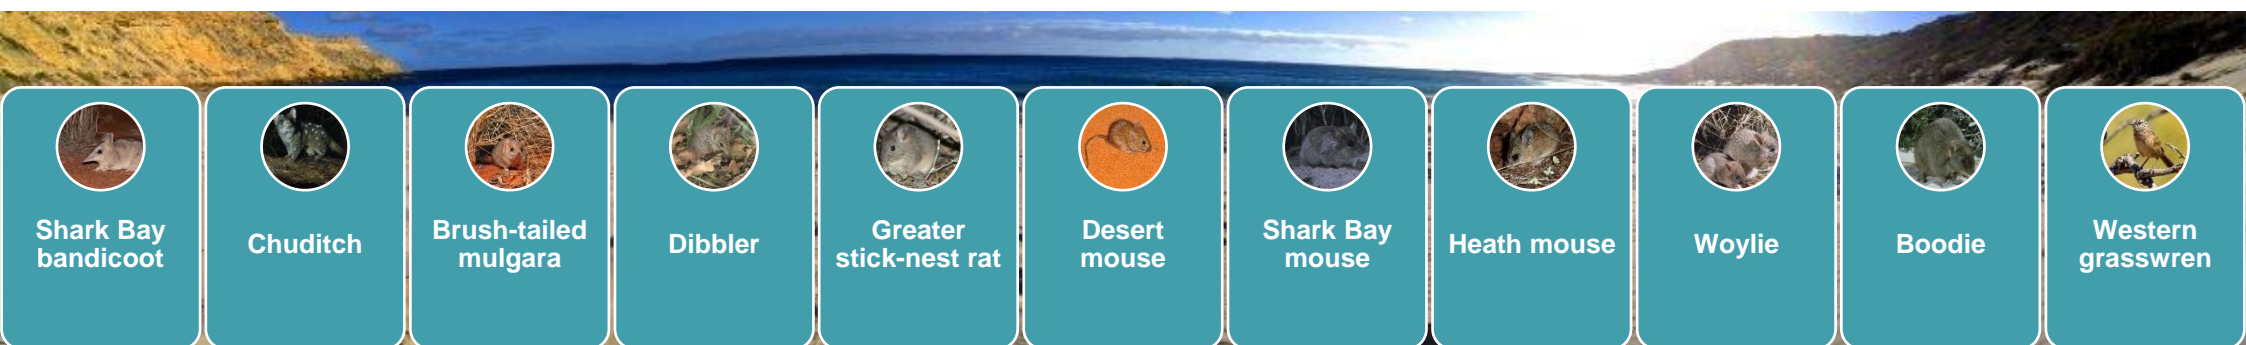 Shark Bay
bandicoot
Chuditch
Brush-tailed
mulgara
Dibbler
Greater
stick-nest rat
Desert
mouse
Shark Bay
mouse
Heath mouse
Woylie
Boodie
Western
grasswren